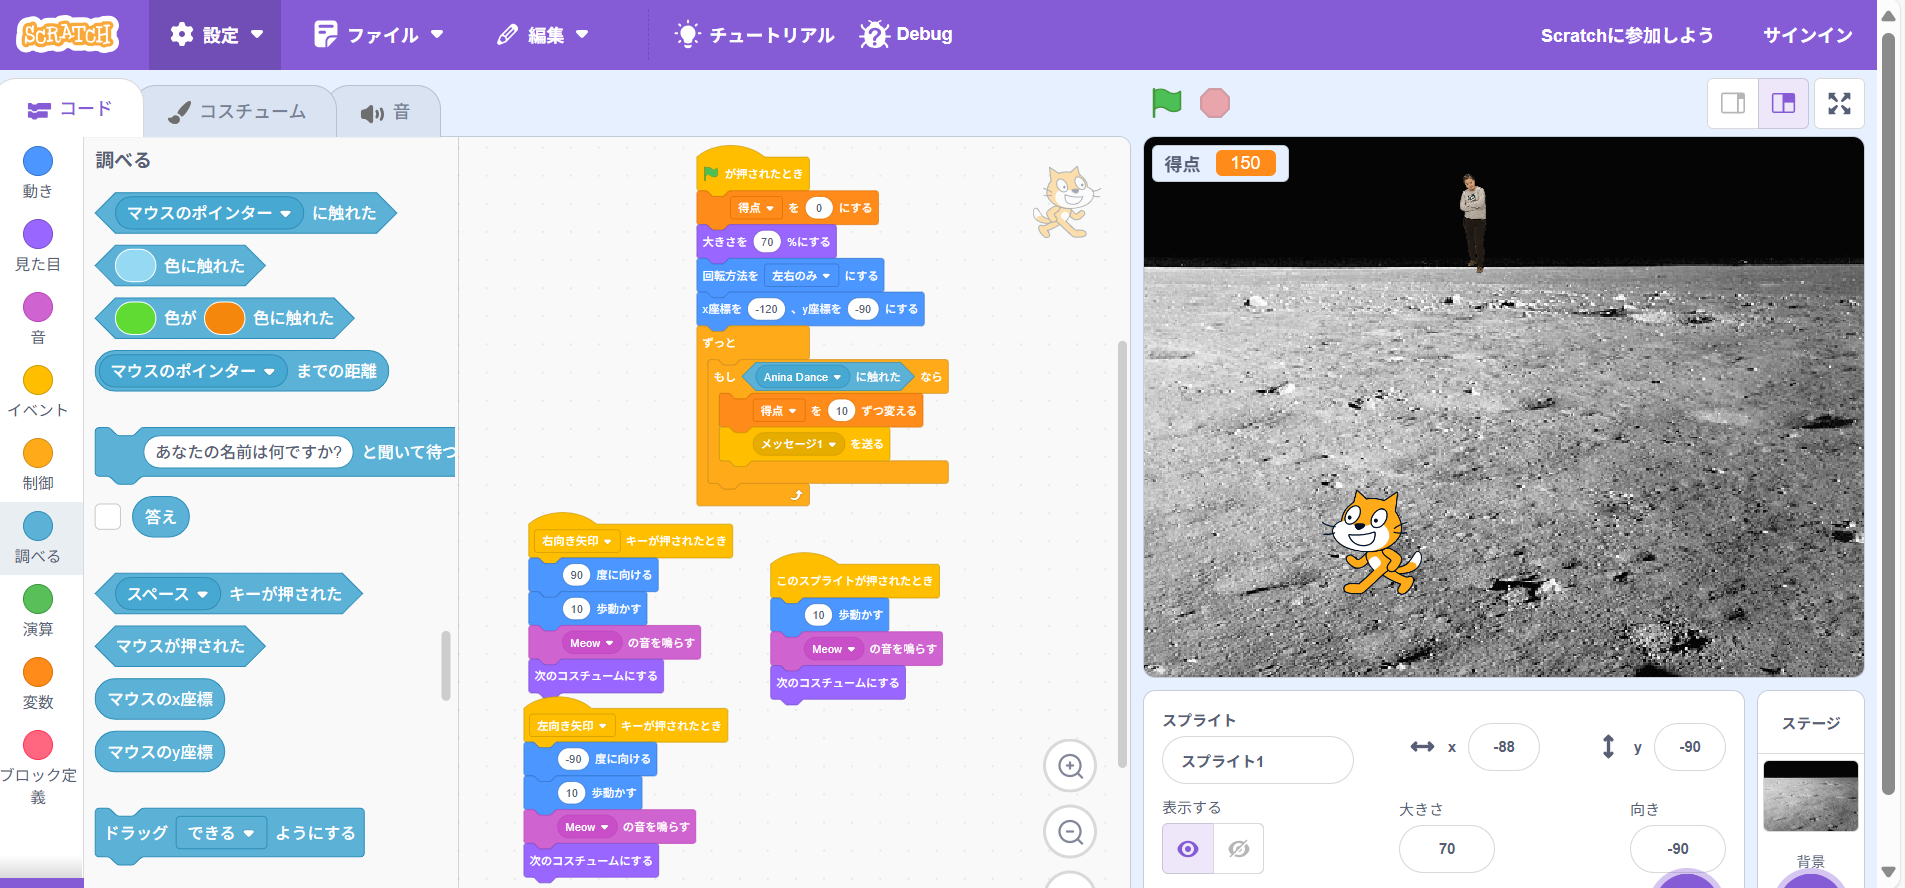 SCRATCH
設定
ファイル
編集
チュートリアル
Debug
Scratchに参加しよう
サインイン
コード
コスチューム
音
動き
見た目
音
イベント
制御
調べる
演算
変数
ブロック定
義
調べる
マウスのポインター に触れた
色に触れた
色が 色に触れた
マウスのポインター までの距離
あなたの名前は何ですか? と聞いて待つ
答え
スペース キーが押された
マウスが押された
マウスのx座標
マウスのy座標
ドラッグ できる ようにする
が押されたとき
得点 を 0 にする
大きさを 70 %にする
回転方法を 左右のみ にする
x座標を -120 、y座標を -90 にする
ずっと
もし Anina Dance に触れた なら
得点 を 10 ずつ変える
メッセージ1 を送る
右向き矢印 キーが押されたとき
90 度に向ける
10 歩動かす
Meow の音を鳴らす
次のコスチュームにする
このスプライトが押されたとき
10 歩動かす
Meow の音を鳴らす
次のコスチュームにする
左向き矢印 キーが押されたとき
-90 度に向ける
10 歩動かす
Meow の音を鳴らす
次のコスチュームにする
得点 150
スプライト
スプライト1
x -88
y -90
表示する
大きさ
70
向き
-90
ステージ
背景